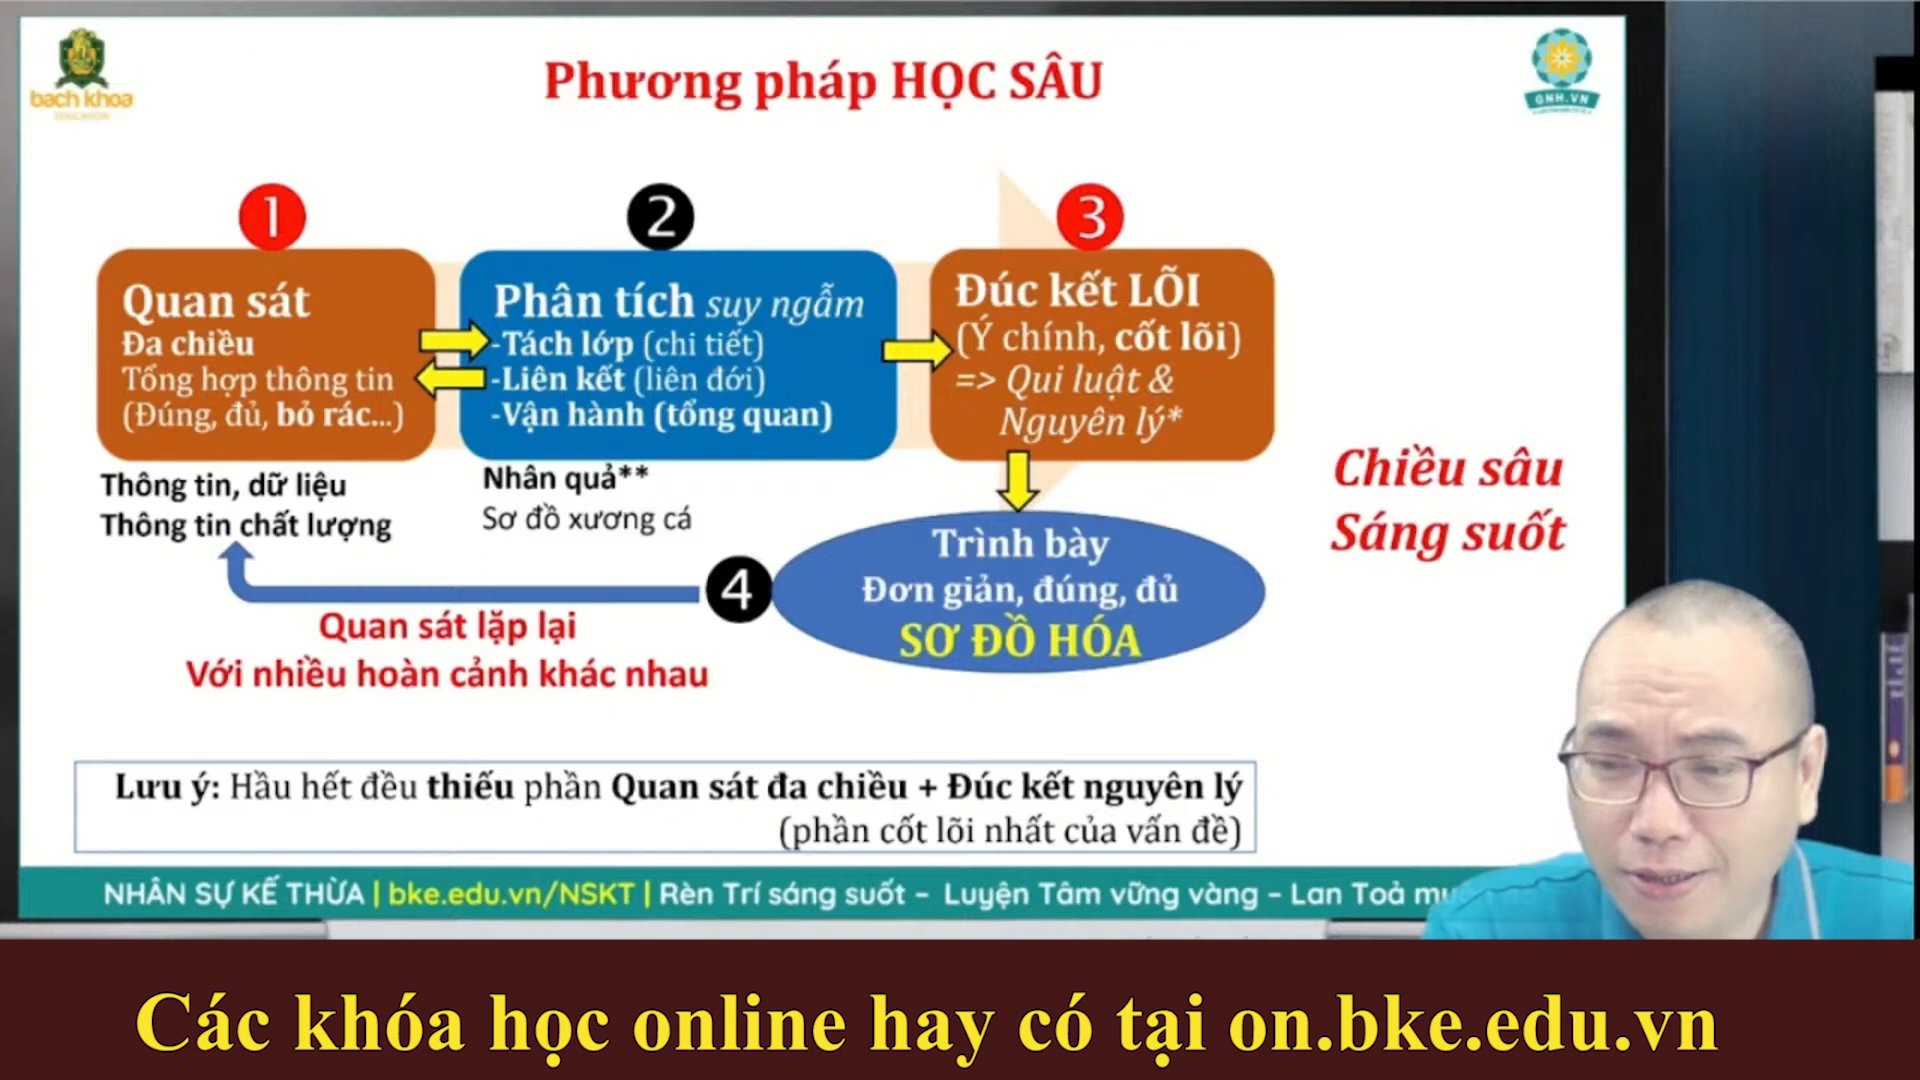 Phương pháp HỌC SÂU
bach khoa
EDUCATION
GNH.VN
1
2
3
Quan sát
Đa chiều
Tổng hợp thông tin
(Đúng, đủ, bỏ rác...)
Phân tích suy ngẫm
-Tách lớp (chi tiết)
-Liên kết (liên đới)
-Vận hành (tổng quan)
Đúc kết LÕI
(Ý chính, cốt lõi)
=> Qui luật &
Nguyên lý*
Thông tin, dữ liệu
Thông tin chất lượng
Nhân quả**
Sơ đồ xương cá
Chiều sâu
Sáng suốt
4
Trình bày
Đơn giản, đúng, đủ
SƠ ĐỒ HÓA
Quan sát lặp lại
Với nhiều hoàn cảnh khác nhau
Lưu ý: Hầu hết đều thiếu phần Quan sát đa chiều + Đúc kết nguyên lý
(phần cốt lõi nhất của vấn đề)
NHÂN SỰ KẾ THỪA | bke.edu.vn/NSKT | Rèn Trí sáng suốt – Luyện Tâm vững vàng – Lan Toả
Các khóa học online hay có tại on.bke.edu.vn